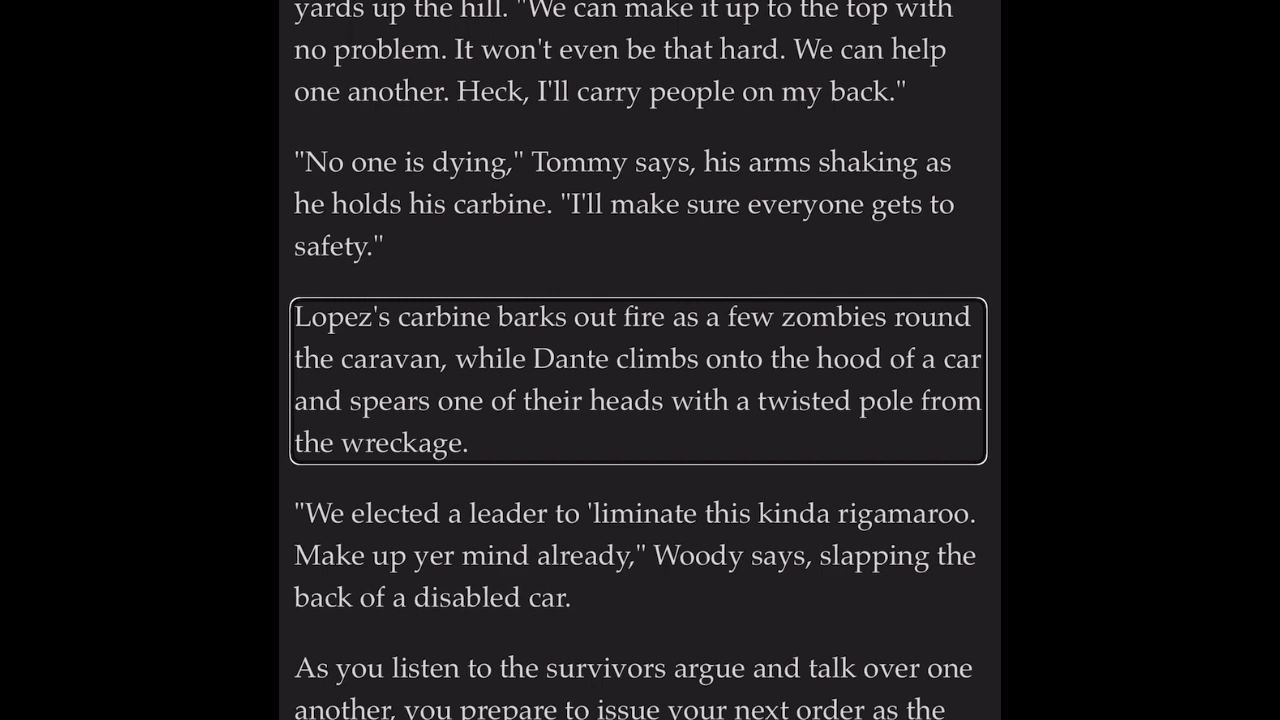 yards up the hill. "We can make it up to the top with
no problem. It won't even be that hard. We can help
one another. Heck, I'll carry people on my back."
"No one is dying," Tommy says, his arms shaking as
he holds his carbine. "I'll make sure everyone gets to
safety."
Lopez's carbine barks out fire as a few zombies round
the caravan, while Dante climbs onto the hood of a car
and spears one of their heads with a twisted pole from
the wreckage.
"We elected a leader to 'liminate this kinda rigamaroo.
Make up yer mind already," Woody says, slapping the
back of a disabled car.
As you listen to the survivors argue and talk over one
another, you prepare to issue your next order as the